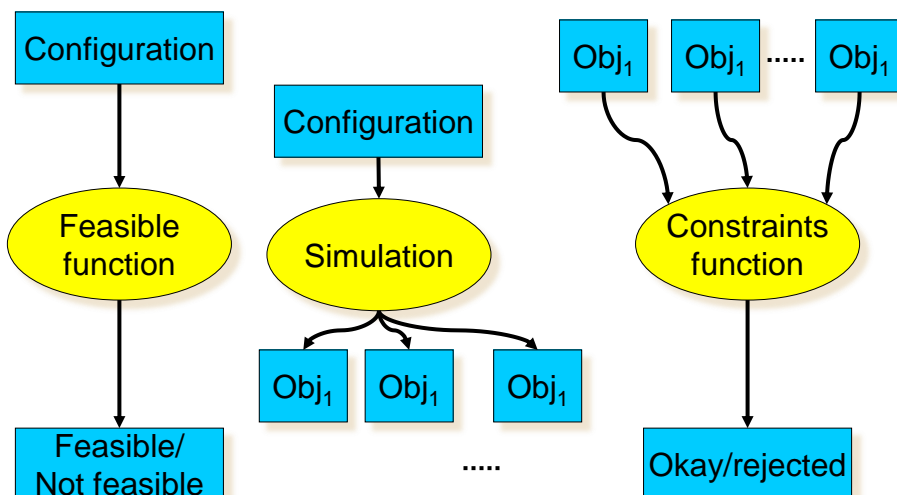 Configuration
Feasible
function
Feasible/
Not feasible
Configuration
Simulation
Obj₁ Obj₁ Obj₁
.....
Obj₁ Obj₁ ..... Obj₁
Constraints
function
Okay/rejected